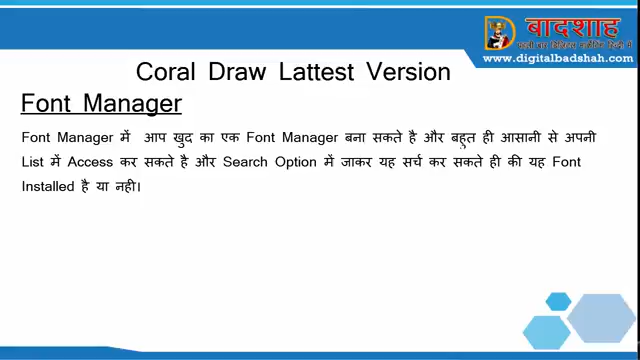 बादशाह
www.digitalbadshah.com
Coral Draw Lattest Version
Font Manager
Font Manager में आप खुद का एक Font Manager बना सकते है और बहुत ही आसानी से अपनी
List में Access कर सकते है और Search Option में जाकर यह सर्च कर सकते ही की यह Font
Installed है या नही।